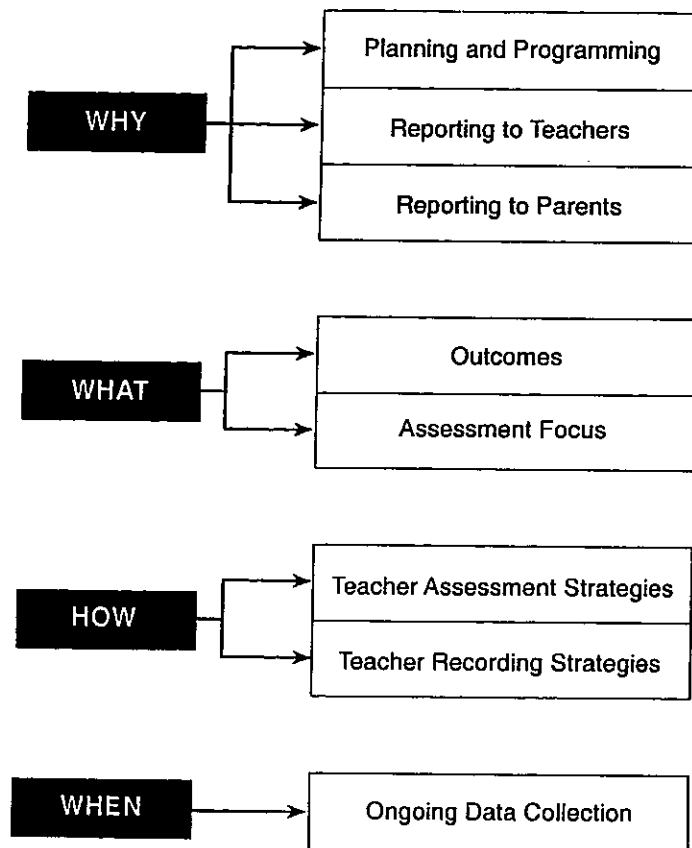 WHY
Planning and Programming
Reporting to Teachers
Reporting to Parents
WHAT
Outcomes
Assessment Focus
HOW
Teacher Assessment Strategies
Teacher Recording Strategies
WHEN
Ongoing Data Collection